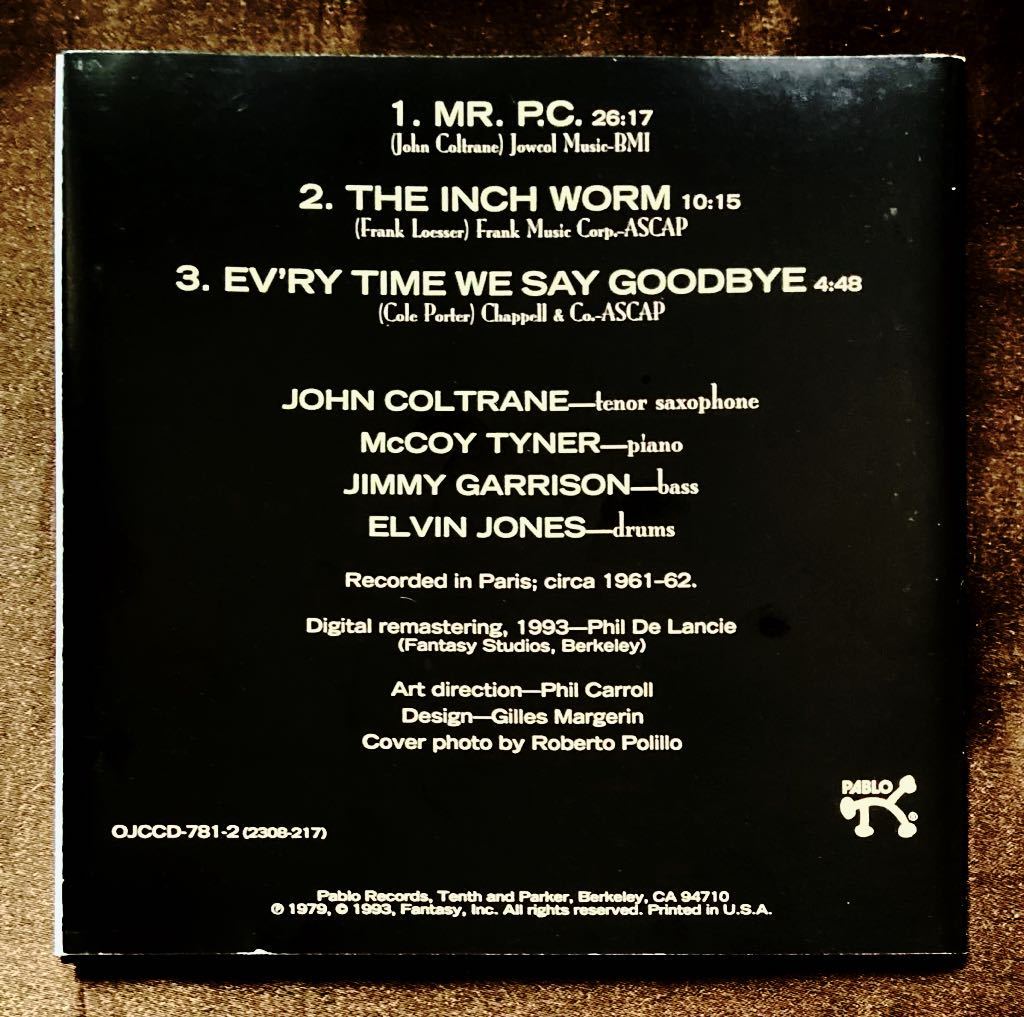 1. MR. P.C. 26:17
(John Coltrane) Jowcol Music-BMI
2. THE INCH WORM 10:15
(Frank Loesser) Frank Music Corp.-ASCAP
3. EV'RY TIME WE SAY GOODBYE 4:48
(Cole Porter) Chappell & Co.-ASCAP
JOHN COLTRANE—tenor saxophone
McCOY TYNER—piano
JIMMY GARRISON—bass
ELVIN JONES—drums
Recorded in Paris; circa 1961-62.
Digital remastering, 1993—Phil De Lancie
(Fantasy Studios, Berkeley)
Art direction—Phil Carroll
Design—Gilles Margerin
Cover photo by Roberto Polillo
PABLO ®
OJCCD-781-2 (2308-217)
Pablo Records, Tenth and Parker, Berkeley, CA 94710
℗ 1979, © 1993, Fantasy, Inc. All rights reserved. Printed in U.S.A.